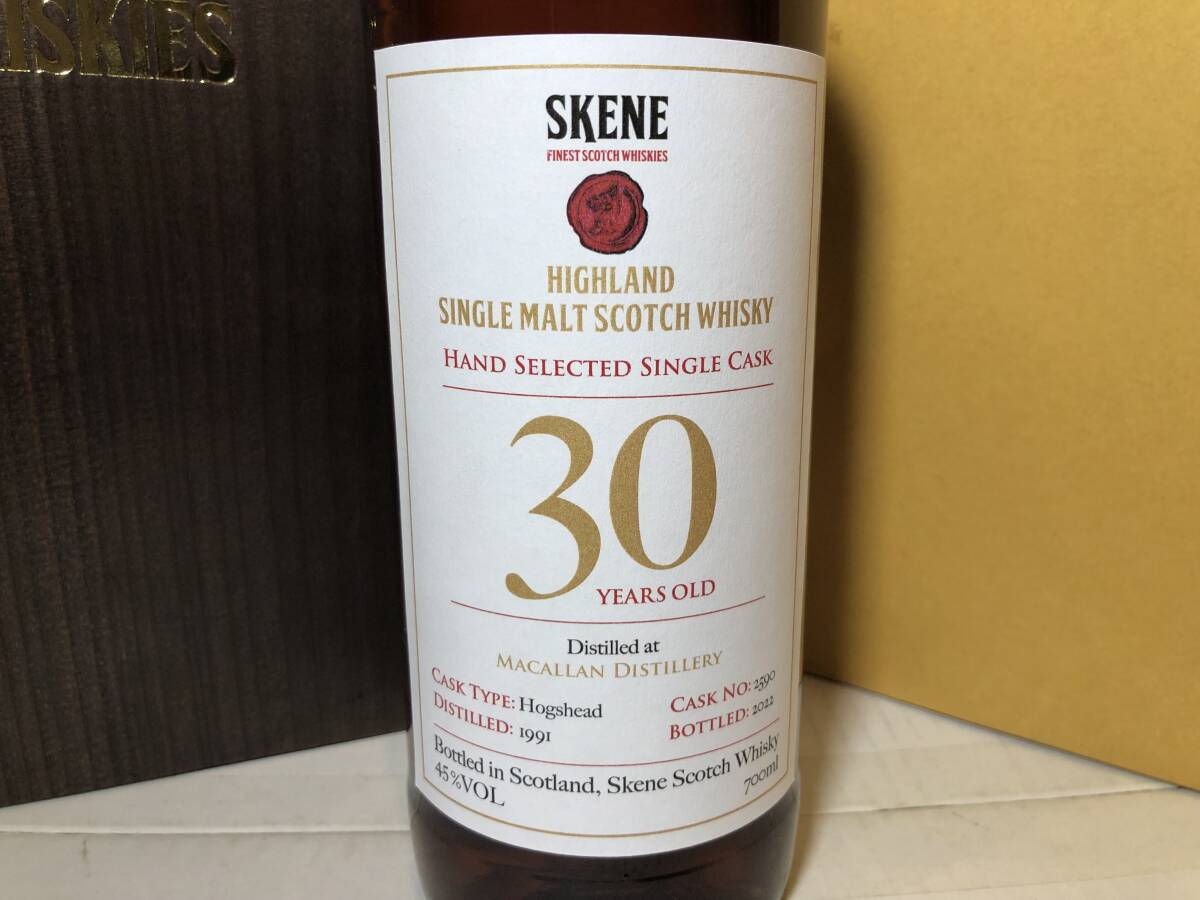 ISKIES
SKENE
FINEST SCOTCH WHISKIES
HIGHLAND
SINGLE MALT SCOTCH WHISKY
HAND SELECTED SINGLE CASK
30
YEARS OLD
Distilled at
MACALLAN DISTILLERY
CASK TYPE: Hogshead
CASK NO: 2590
DISTILLED: 1991
BOTTLED: 2022
Bottled in Scotland, Skene Scotch Whisky
45%VOL
700ml